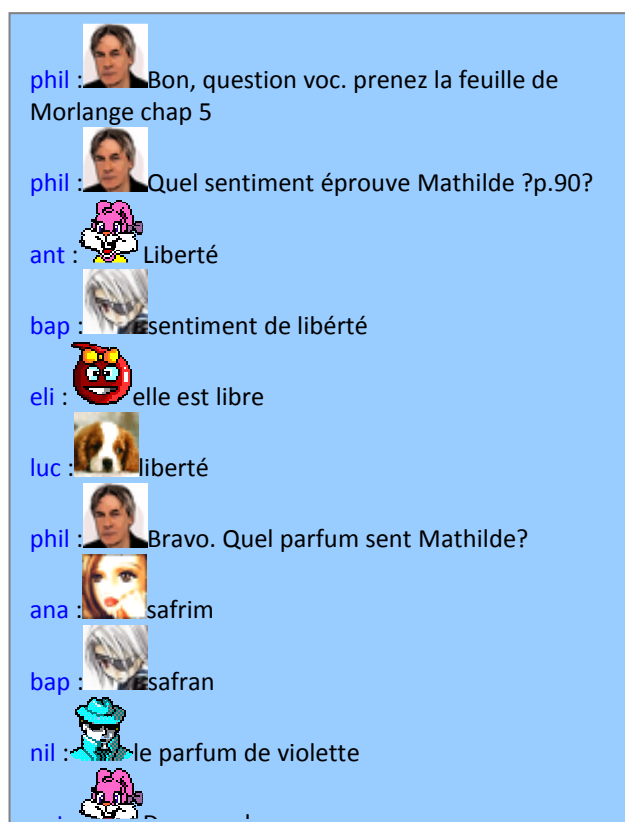 phil : Bon, question voc. prenez la feuille de
Morlange chap 5
phil : Quel sentiment éprouve Mathilde ?p.90?
ant : Liberté
bap : sentiment de libérté
eli : elle est libre
luc : liberté
phil : Bravo. Quel parfum sent Mathilde?
ana : safrim
bap : safran
nil : le parfum de violette